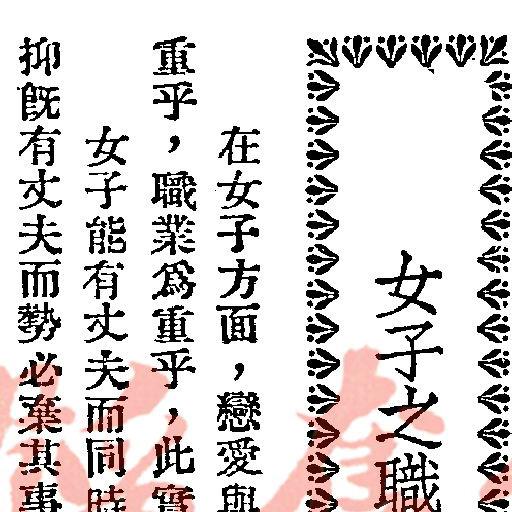 女子之職
在女子方面，戀愛與
重乎，職業爲重乎，此實
女子能有丈夫而同時
抑既有丈夫而勢必棄其事